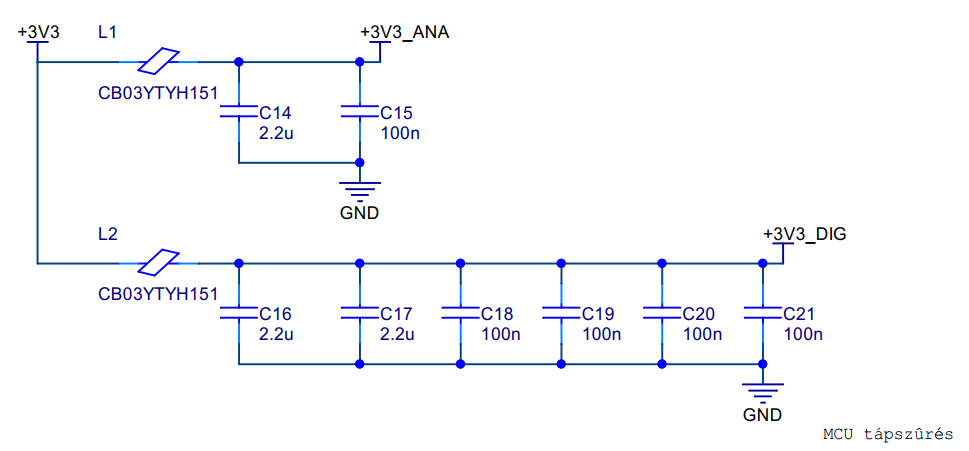 +3V3
L1
+3V3_ANA
CB03YTYH151
C14
2.2u
C15
100n
GND
L2
+3V3_DIG
CB03YTYH151
C16
2.2u
C17
2.2u
C18
100n
C19
100n
C20
100n
C21
100n
GND
MCU tápszûrés